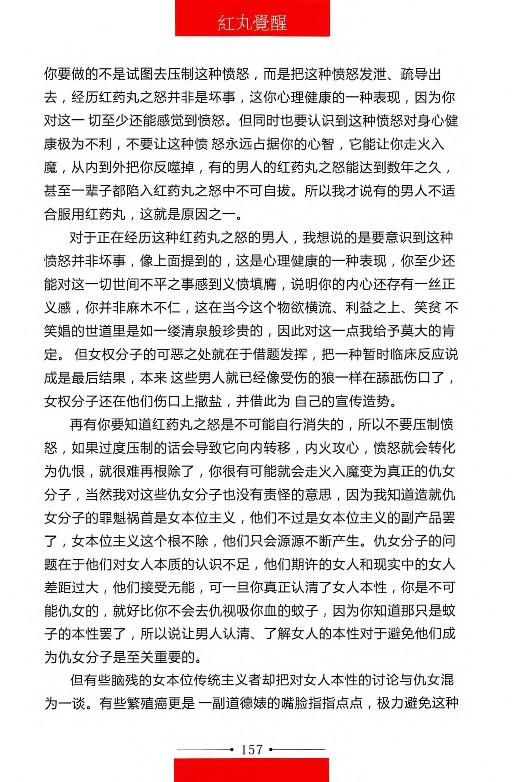 紅丸覺醒
你要做的不是试图去压制这种愤怒，而是把这种愤怒发泄、疏导出
去，经历红药丸之怒并非是坏事，这你心理健康的一种表现，因为你
对这一 切至少还能感觉到愤怒。但同时也要认识到这种愤怒对身心健
康极为不利，不要让这种愤 怒永远占据你的心智，它能让你走火入
魔，从内到外把你反噬掉，有的男人的红药丸之怒能达到数年之久，
甚至一辈子都陷入红药丸之怒中不可自拔。所以我才说有的男人不适
合服用红药丸，这就是原因之一。
对于正在经历这种红药丸之怒的男人，我想说的是要意识到这种
愤怒并非坏事，像上面提到的，这是心理健康的一种表现，你至少还
能对这一切世间不平之事感到义愤填膺，说明你的内心还存有一丝正
义感，你并非麻木不仁，这在当今这个物欲横流、利益之上、笑贫 不
笑娼的世道里是如一缕清泉般珍贵的，因此对这一点我给予莫大的肯
定。 但女权分子的可恶之处就在于借题发挥，把一种暂时临床反应说
成是最后结果，本来 这些男人就已经像受伤的狼一样在舔舐伤口了，
女权分子还在他们伤口上撒盐，并借此为 自己的宣传造势。
再有你要知道红药丸之怒是不可能自行消失的，所以不要压制愤
怒，如果过度压制的话会导致它向内转移，内火攻心，愤怒就会转化
为仇恨，就很难再根除了，你很有可能就会走火入魔变为真正的仇女
分子，当然我对这些仇女分子也没有责怪的意思，因为我知道造就仇
女分子的罪魁祸首是女本位主义，他们不过是女本位主义的副产品罢
了，女本位主义这个根不除，他们只会源源不断产生。仇女分子的问
题在于他们对女人本质的认识不足，他们期许的女人和现实中的女人
差距过大，他们接受无能，可一旦你真正认清了女人本性，你是不可
能仇女的，就好比你不会去仇视吸你血的蚊子，因为你知道那只是蚊
子的本性罢了，所以说让男人认清、了解女人的本性对于避免他们成
为仇女分子是至关重要的。
但有些脑残的女本位传统主义者却把对女人本性的讨论与仇女混
为一谈。有些繁殖癌更是 一副道德婊的嘴脸指指点点，极力避免这种
157